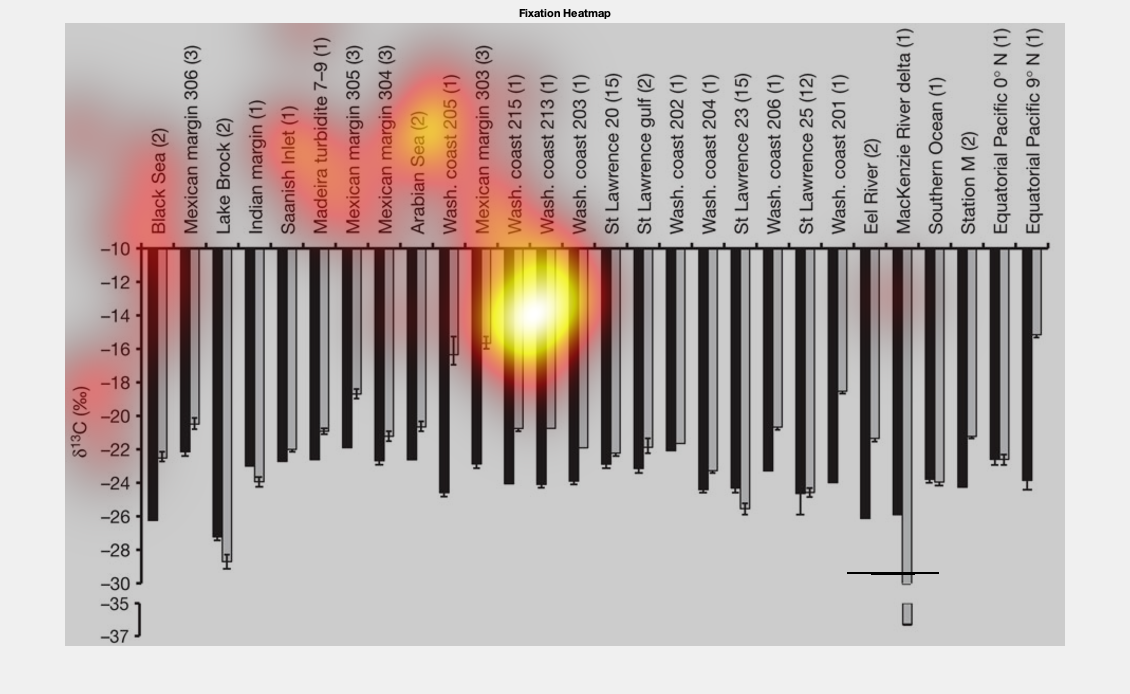 Fixation Heatmap
Black Sea (2)
Mexican margin 306 (3)
Lake Brock (2)
Indian margin (1)
Saanish Inlet (1)
Madeira turbidite 7–9 (1)
Mexican margin 305 (3)
Mexican margin 304 (3)
Arabian Sea (2)
Wash. coast 205 (1)
Mexican margin 303 (3)
Wash. coast 215 (1)
Wash. coast 213 (1)
Wash. coast 203 (1)
St Lawrence 20 (15)
St Lawrence gulf (2)
Wash. coast 202 (1)
Wash. coast 204 (1)
St Lawrence 23 (15)
Wash. coast 206 (1)
St Lawrence 25 (12)
Wash. coast 201 (1)
Eel River (2)
MacKenzie River delta (1)
Southern Ocean (1)
Station M (2)
Equatorial Pacific 0° N (1)
Equatorial Pacific 9° N (1)
δ¹³C (‰)
–10
–12
–14
–16
–18
–20
–22
–24
–26
–28
–30
–35
–37